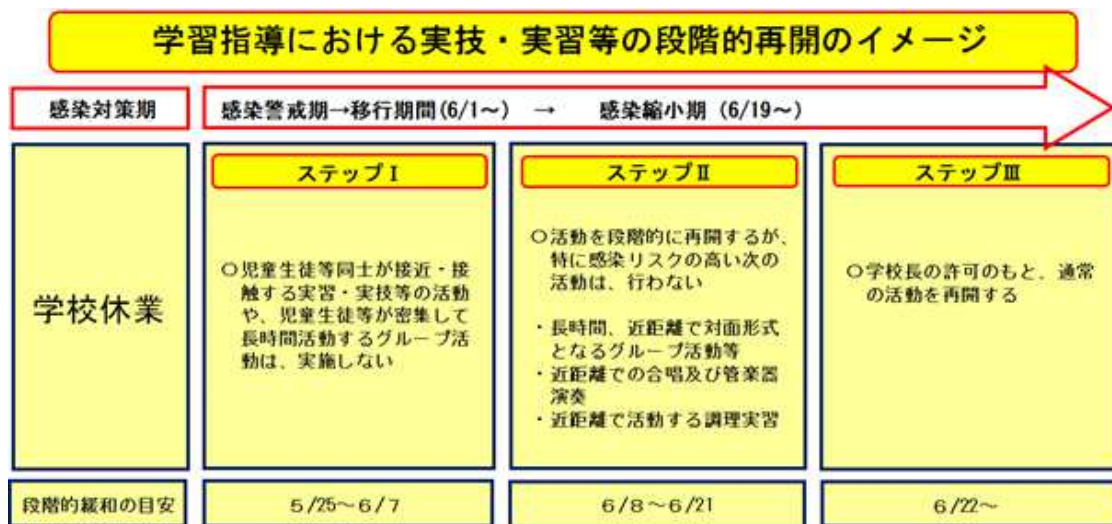 学習指導における実技・実習等の段階的再開のイメージ
感染対策期
感染警戒期→移行期間(6/1～) → 感染縮小期 (6/19～)
学校休業
ステップⅠ
○児童生徒等同士が接近・接
触する実習・実技等の活動
や、児童生徒等が密集して
長時間活動するグループ活
動は、実施しない
ステップⅡ
○活動を段階的に再開するが、
特に感染リスクの高い次の
活動は、行わない
・長時間、近距離で対面形式
となるグループ活動等
・近距離での合唱及び管楽器
演奏
・近距離で活動する調理実習
ステップⅢ
○学校長の許可のもと、通常
の活動を再開する
段階的緩和の目安
5/25～6/7
6/8～6/21
6/22～